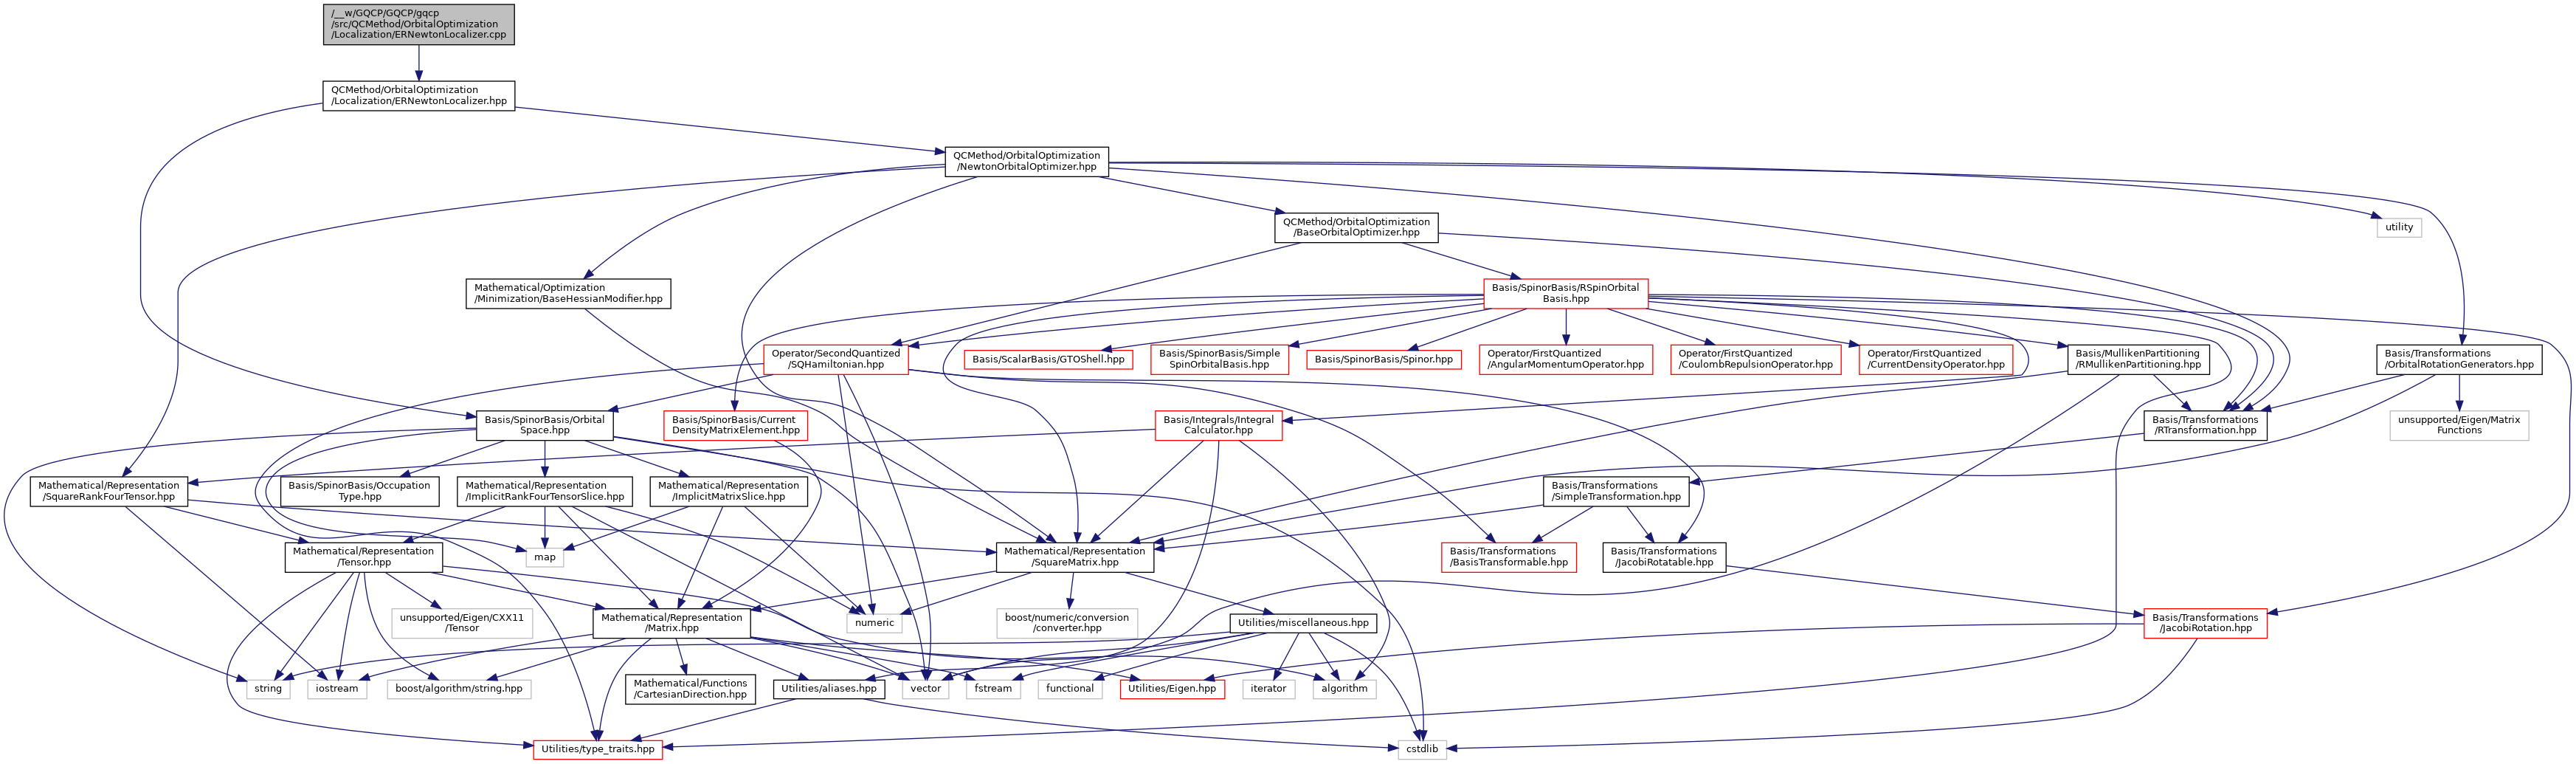 /__w/GQCP/GQCP/gqcp
/src/QCMethod/OrbitalOptimization
/Localization/ERNewtonLocalizer.cpp
QCMethod/OrbitalOptimization
/Localization/ERNewtonLocalizer.hpp
QCMethod/OrbitalOptimization
/NewtonOrbitalOptimizer.hpp
QCMethod/OrbitalOptimization
/BaseOrbitalOptimizer.hpp
utility
Mathematical/Optimization
/Minimization/BaseHessianModifier.hpp
Basis/SpinorBasis/RSpinOrbital
Basis.hpp
Operator/SecondQuantized
/SQHamiltonian.hpp
Basis/ScalarBasis/GTOShell.hpp
Basis/SpinorBasis/Simple
SpinOrbitalBasis.hpp
Basis/SpinorBasis/Spinor.hpp
Operator/FirstQuantized
/AngularMomentumOperator.hpp
Operator/FirstQuantized
/CoulombRepulsionOperator.hpp
Operator/FirstQuantized
/CurrentDensityOperator.hpp
Basis/MullikenPartitioning
/RMullikenPartitioning.hpp
Basis/Transformations
/OrbitalRotationGenerators.hpp
Basis/SpinorBasis/Orbital
Space.hpp
Basis/SpinorBasis/Current
DensityMatrixElement.hpp
Basis/Integrals/Integral
Calculator.hpp
Basis/Transformations
/RTransformation.hpp
unsupported/Eigen/Matrix
Functions
Mathematical/Representation
/SquareRankFourTensor.hpp
Basis/SpinorBasis/Occupation
Type.hpp
Mathematical/Representation
/ImplicitRankFourTensorSlice.hpp
Mathematical/Representation
/ImplicitMatrixSlice.hpp
Basis/Transformations
/SimpleTransformation.hpp
Mathematical/Representation
/Tensor.hpp
map
Mathematical/Representation
/SquareMatrix.hpp
Basis/Transformations
/BasisTransformable.hpp
Basis/Transformations
/JacobiRotatable.hpp
unsupported/Eigen/CXX11
/Tensor
Mathematical/Representation
/Matrix.hpp
numeric
boost/numeric/conversion
/converter.hpp
Utilities/miscellaneous.hpp
Basis/Transformations
/JacobiRotation.hpp
string
iostream
boost/algorithm/string.hpp
Mathematical/Functions
/CartesianDirection.hpp
Utilities/aliases.hpp
vector
fstream
functional
Utilities/Eigen.hpp
iterator
algorithm
Utilities/type_traits.hpp
cstdlib